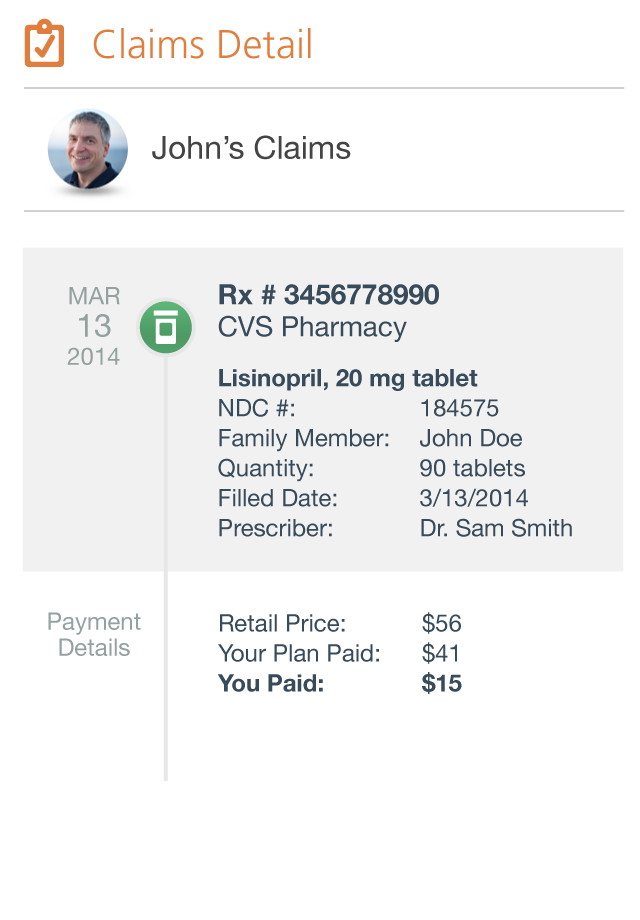 Claims Detail
John's Claims
MAR
13
2014
Rx # 3456778990
CVS Pharmacy
Lisinopril, 20 mg tablet
NDC #: 184575
Family Member: John Doe
Quantity: 90 tablets
Filled Date: 3/13/2014
Prescriber: Dr. Sam Smith
Payment
Details
Retail Price: $56
Your Plan Paid: $41
You Paid: $15